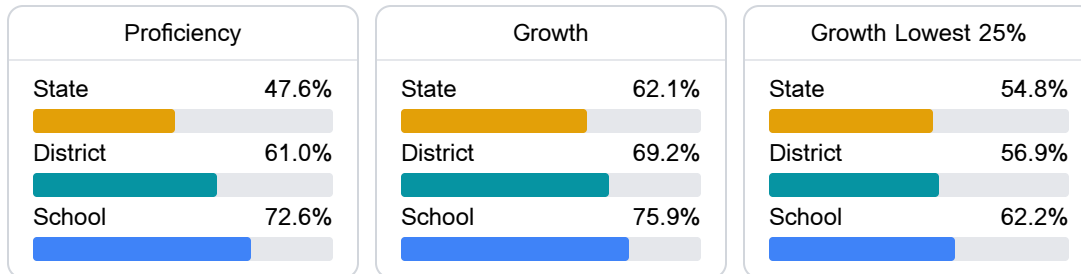 Proficiency
State 47.6%
District 61.0%
School 72.6%
Growth
State 62.1%
District 69.2%
School 75.9%
Growth Lowest 25%
State 54.8%
District 56.9%
School 62.2%